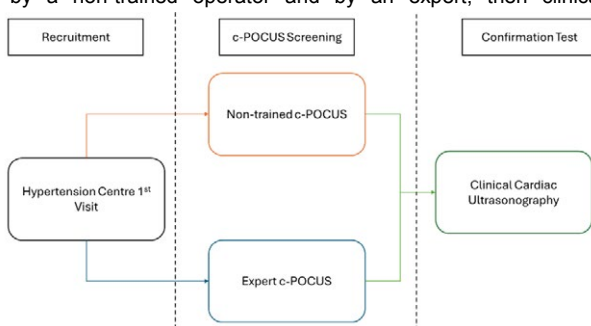 by a non-trained operator and by an expert, then clinical
Recruitment
c-POCUS Screening
Confirmation Test
Non-trained c-POCUS
Hypertension Centre 1st
Visit
Clinical Cardiac
Ultrasonography
Expert c-POCUS